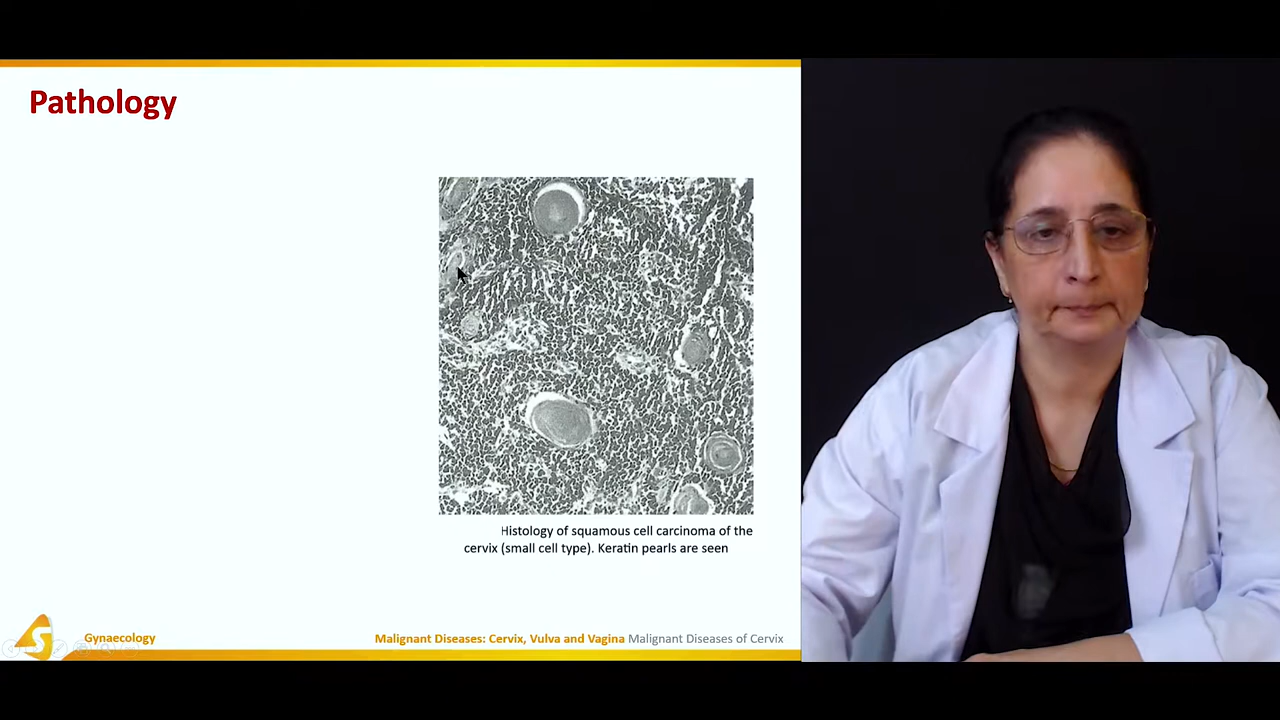 Pathology
Histology of squamous cell carcinoma of the
cervix (small cell type). Keratin pearls are seen
S
Gynaecology
Malignant Diseases: Cervix, Vulva and Vagina Malignant Diseases of Cervix